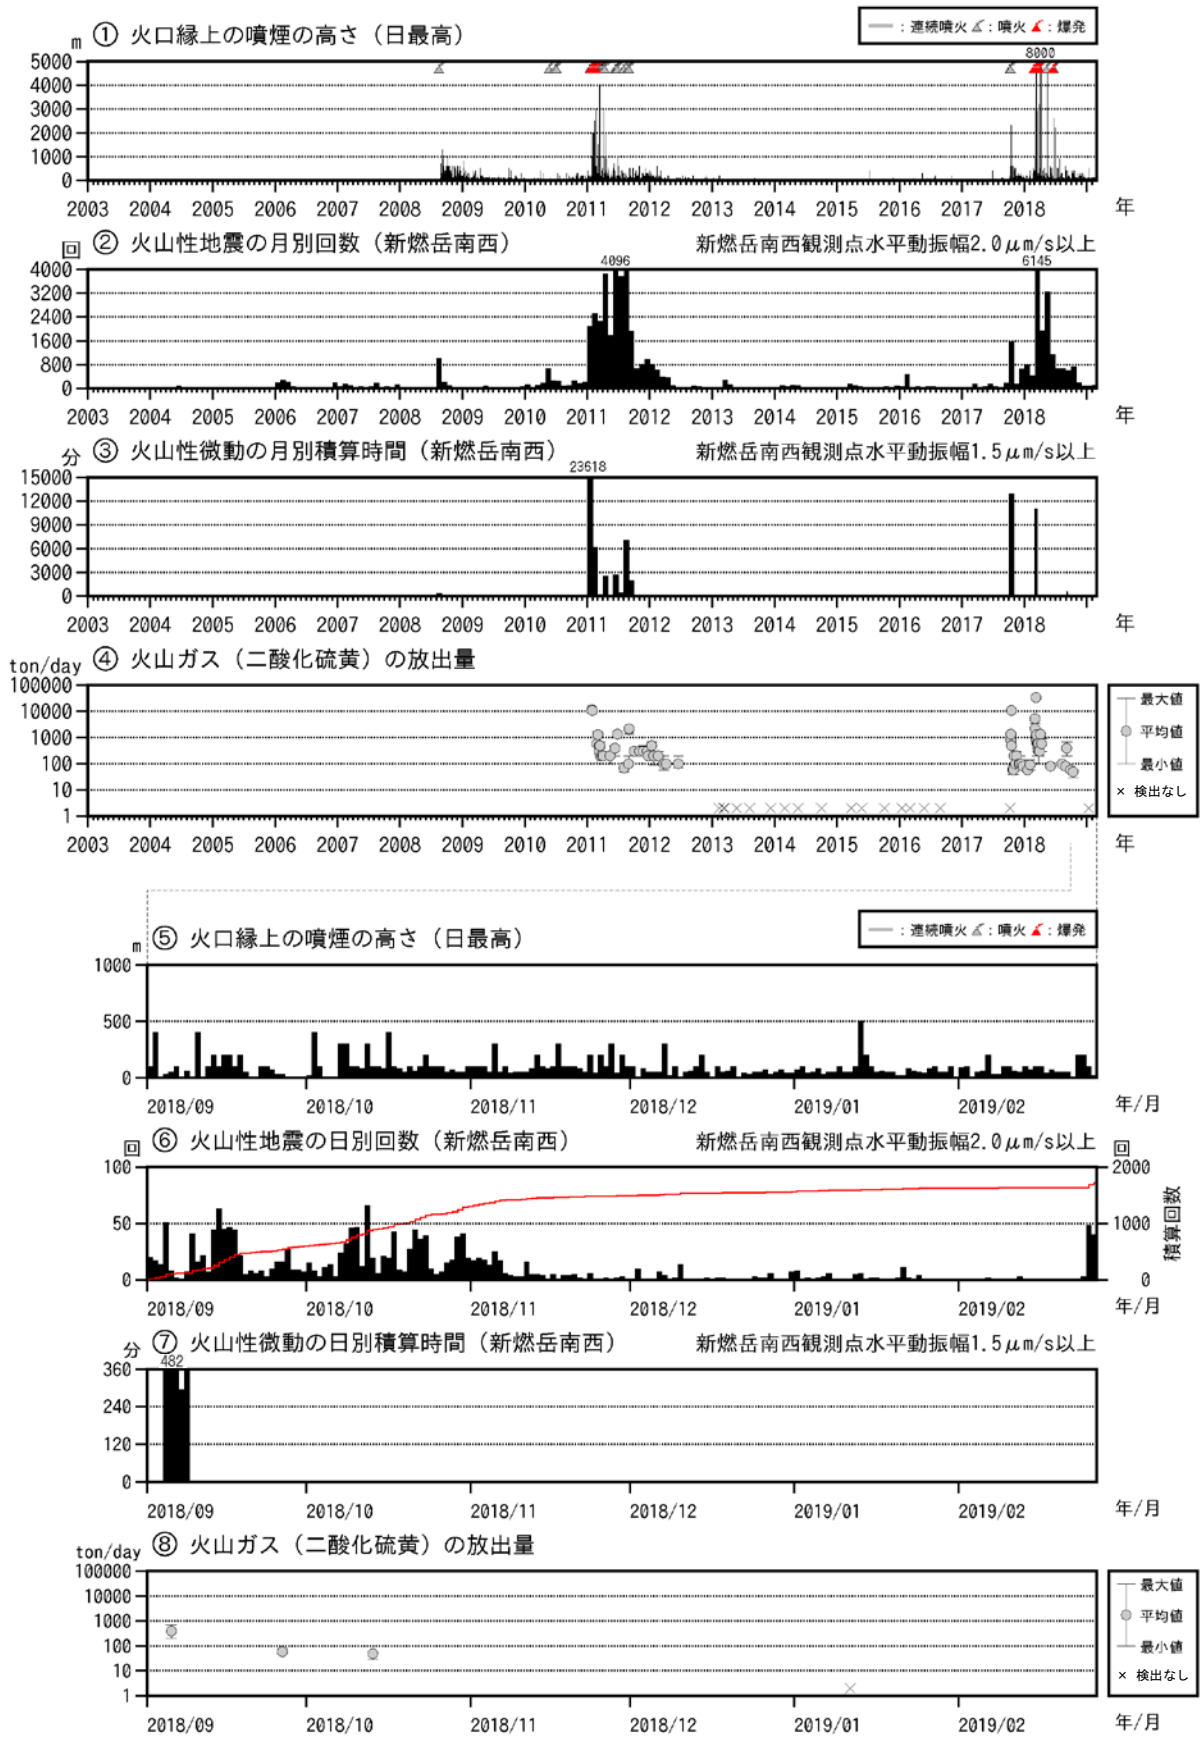 m ① 火口縁上の噴煙の高さ（日最高）
―：連続噴火 ：噴火 ：爆発
8000
5000
4000
3000
2000
1000
0
2003 2004 2005 2006 2007 2008 2009 2010 2011 2012 2013 2014 2015 2016 2017 2018 年
回 ② 火山性地震の月別回数（新燃岳南西） 新燃岳南西観測点水平動振幅2.0μm/s以上
4096 6145
4000
3200
2400
1600
800
0
2003 2004 2005 2006 2007 2008 2009 2010 2011 2012 2013 2014 2015 2016 2017 2018 年
分 ③ 火山性微動の月別積算時間（新燃岳南西） 新燃岳南西観測点水平動振幅1.5μm/s以上
23618
15000
12000
9000
6000
3000
0
2003 2004 2005 2006 2007 2008 2009 2010 2011 2012 2013 2014 2015 2016 2017 2018 年
ton/day ④ 火山ガス（二酸化硫黄）の放出量
100000
10000
1000
100
10
1
最大値
平均値
最小値
× 検出なし
2003 2004 2005 2006 2007 2008 2009 2010 2011 2012 2013 2014 2015 2016 2017 2018 年
m ⑤ 火口縁上の噴煙の高さ（日最高）
―：連続噴火 ：噴火 ：爆発
1000
500
0
2018/09 2018/10 2018/11 2018/12 2019/01 2019/02 年/月
回 ⑥ 火山性地震の日別回数（新燃岳南西） 新燃岳南西観測点水平動振幅2.0μm/s以上 回
100 2000
50 1000
0 0
積算回数
2018/09 2018/10 2018/11 2018/12 2019/01 2019/02 年/月
分 ⑦ 火山性微動の日別積算時間（新燃岳南西） 新燃岳南西観測点水平動振幅1.5μm/s以上
482
360
240
120
0
2018/09 2018/10 2018/11 2018/12 2019/01 2019/02 年/月
ton/day ⑧ 火山ガス（二酸化硫黄）の放出量
100000
10000
1000
100
10
1
最大値
平均値
最小値
× 検出なし
2018/09 2018/10 2018/11 2018/12 2019/01 2019/02 年/月